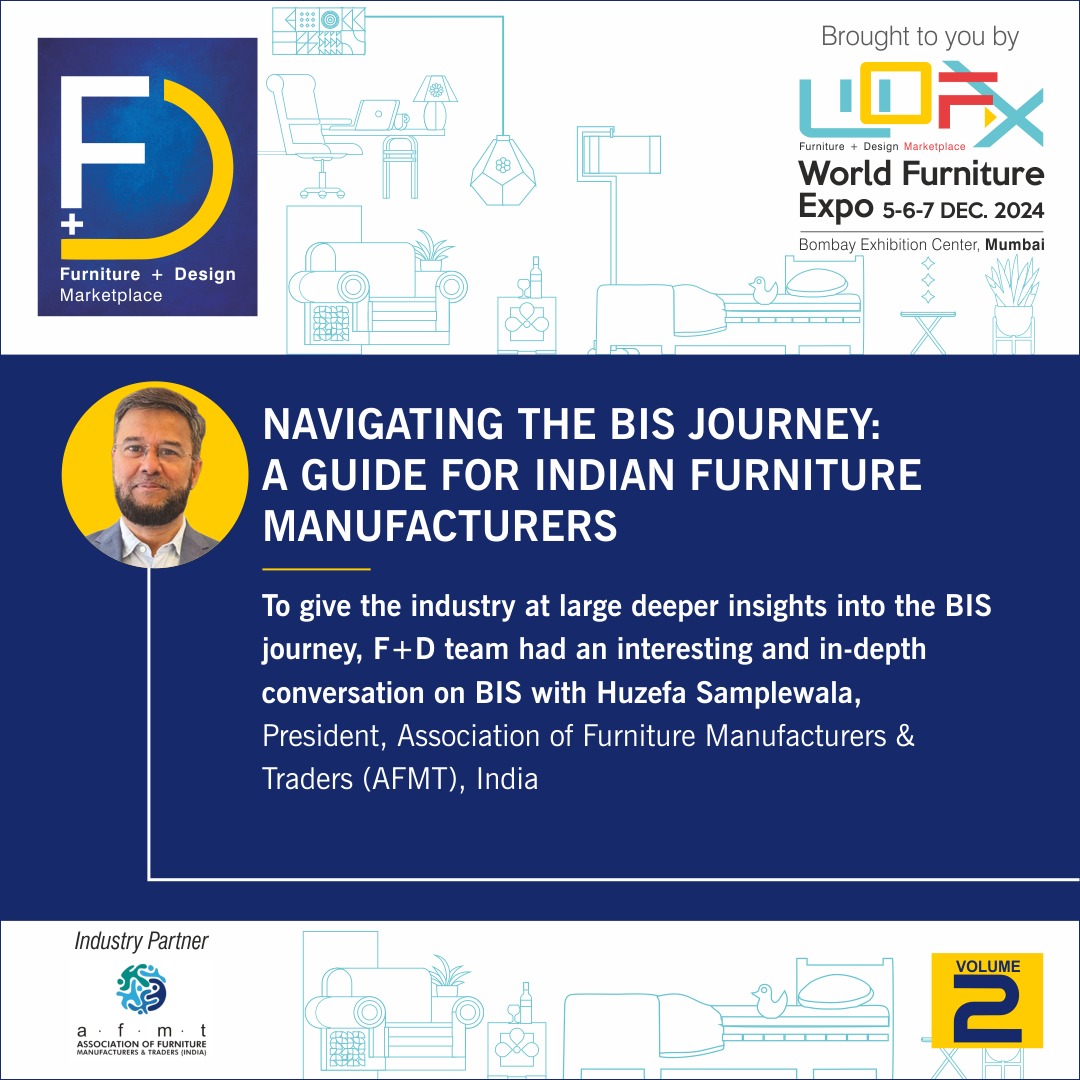 F
D
+
Furniture + Design
Marketplace
Brought to you by
WOFX
Furniture + Design Marketplace
World Furniture
Expo 5-6-7 DEC. 2024
Bombay Exhibition Center, Mumbai
NAVIGATING THE BIS JOURNEY:
A GUIDE FOR INDIAN FURNITURE
MANUFACTURERS
To give the industry at large deeper insights into the BIS
journey, F+D team had an interesting and in-depth
conversation on BIS with Huzefa Samplewala,
President, Association of Furniture Manufacturers &
Traders (AFMT), India
Industry Partner
a · f · m · t
ASSOCIATION OF FURNITURE
MANUFACTURERS & TRADERS (INDIA)
VOLUME
2